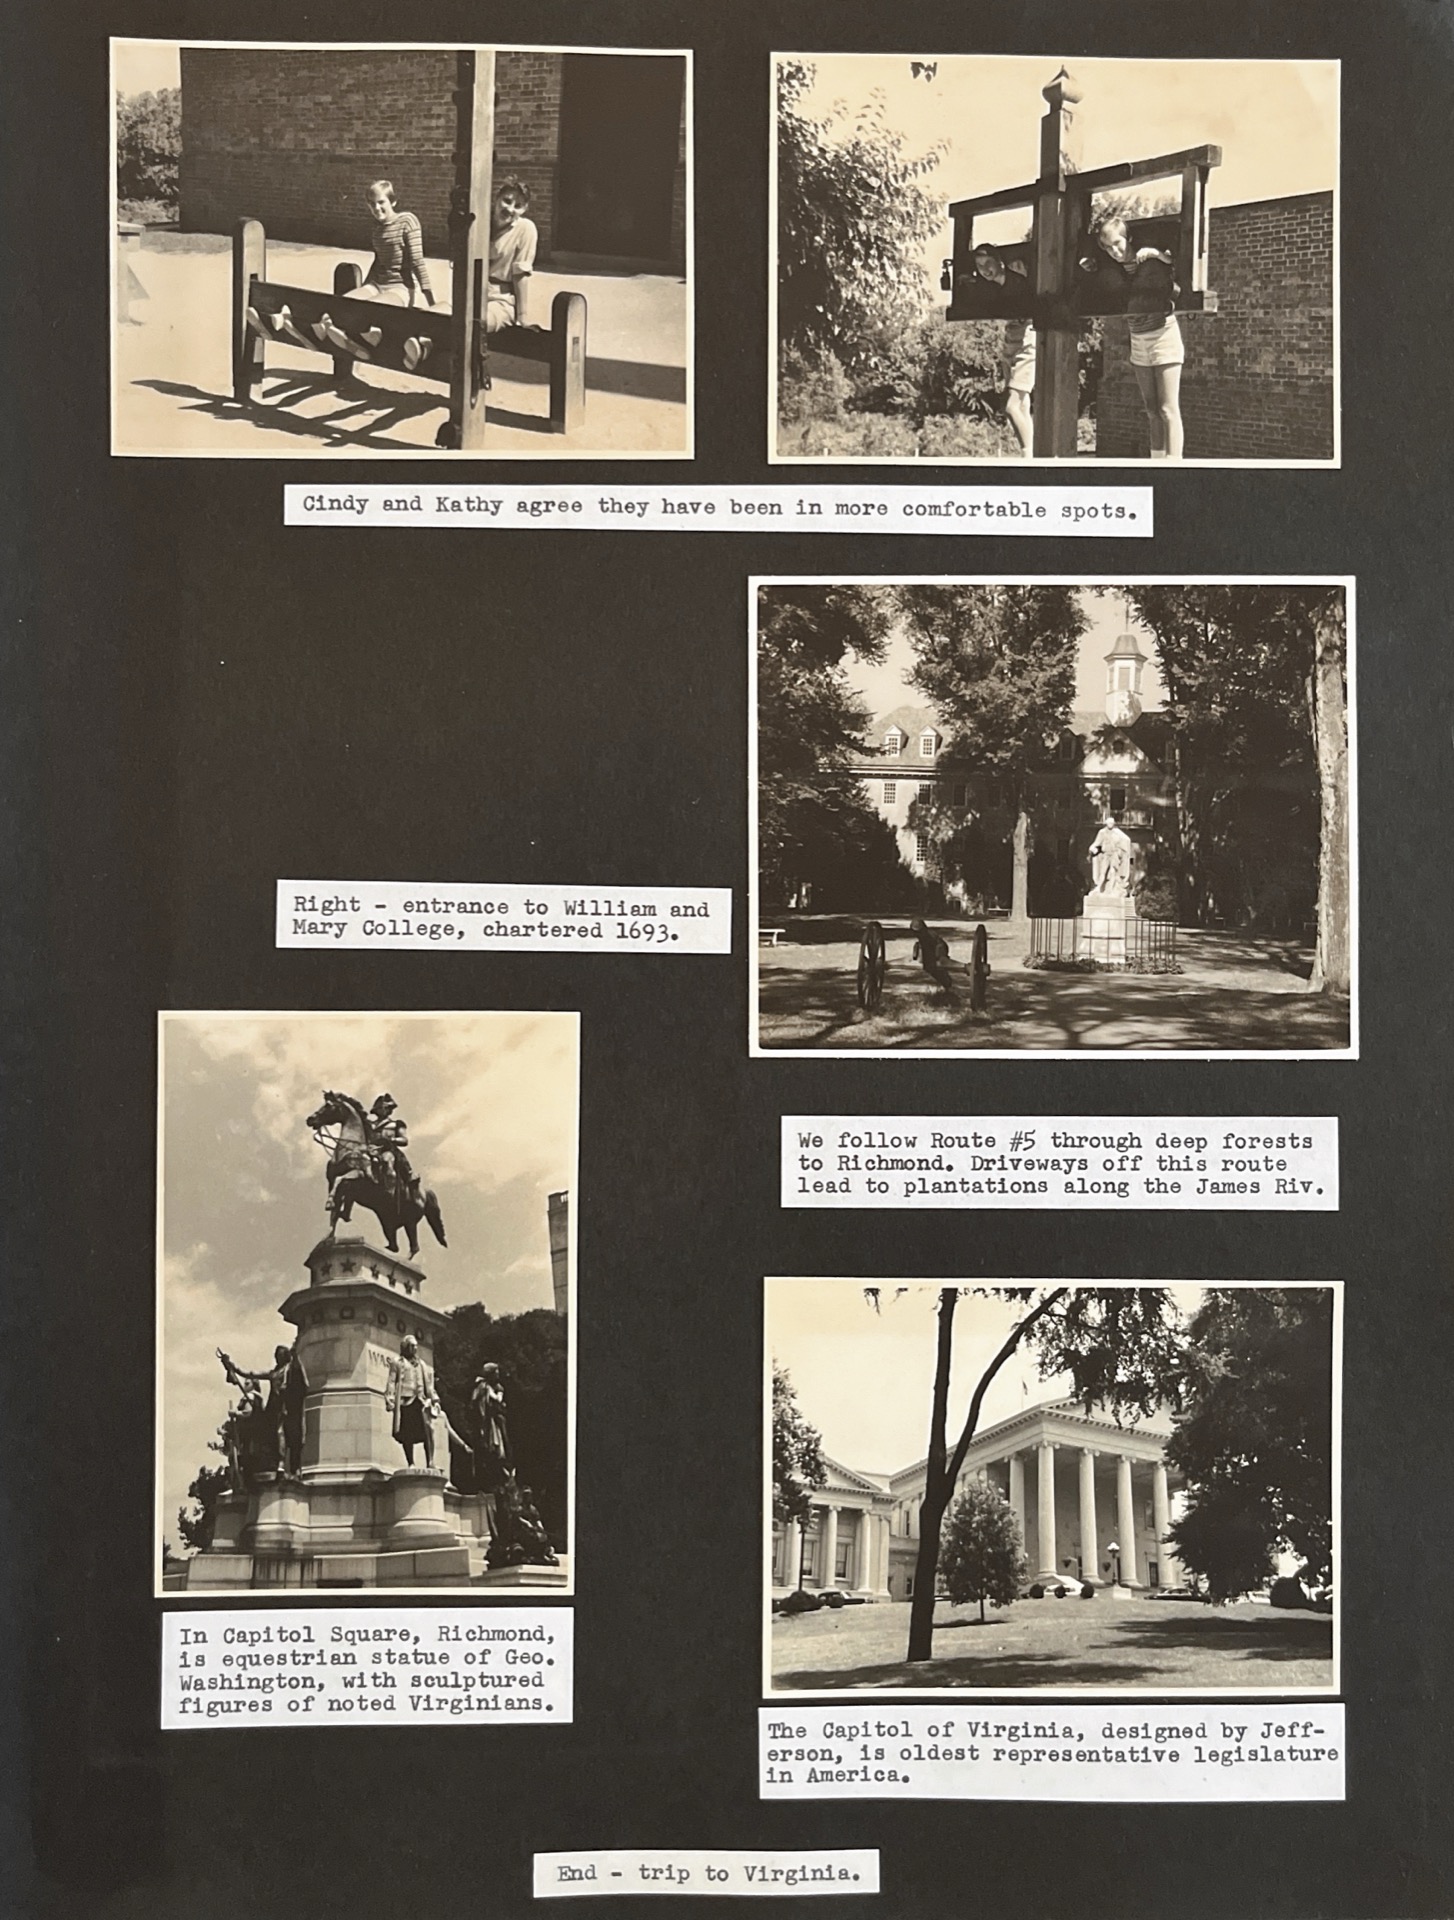 Cindy and Kathy agree they have been in more comfortable spots.
Right - entrance to William and
Mary College, chartered 1693.
We follow Route #5 through deep forests
to Richmond. Driveways off this route
lead to plantations along the James Riv.
WAS
In Capitol Square, Richmond,
is equestrian statue of Geo.
Washington, with sculptured
figures of noted Virginians.
The Capitol of Virginia, designed by Jeff-
erson, is oldest representative legislature
in America.
End - trip to Virginia.